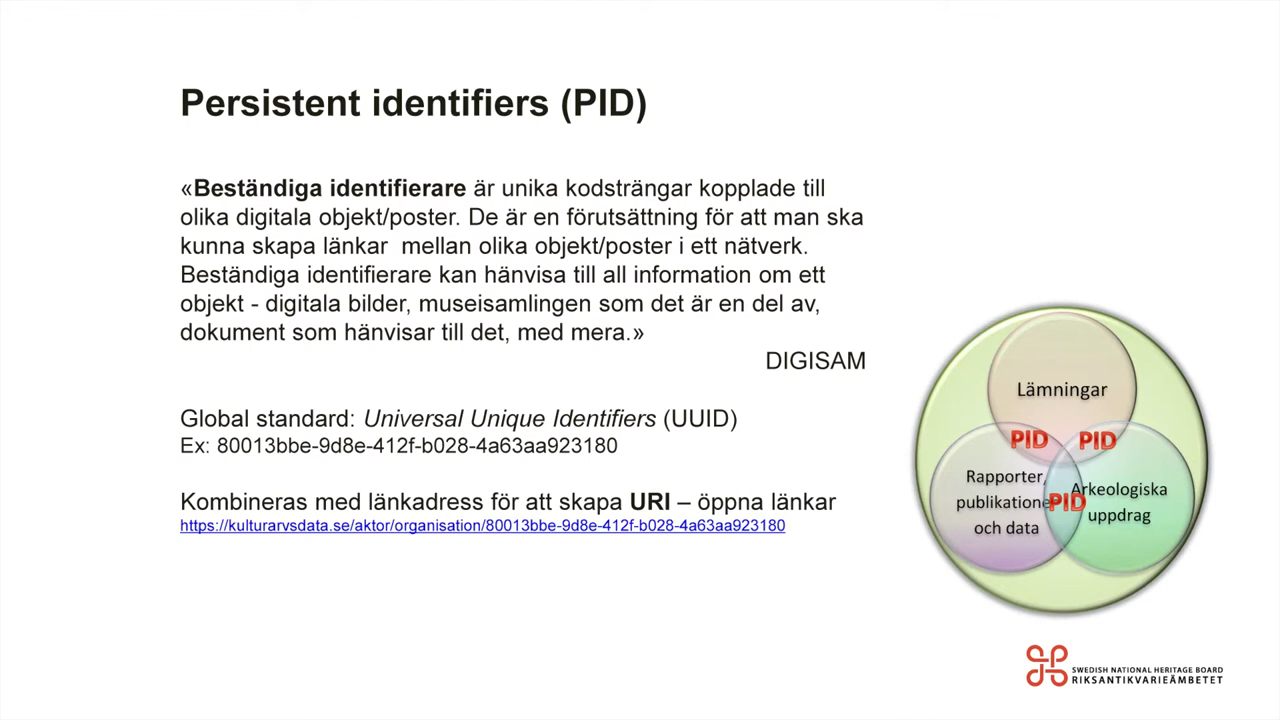 Persistent identifiers (PID)
«Beständiga identifierare är unika kodsträngar kopplade till
olika digitala objekt/poster. De är en förutsättning för att man ska
kunna skapa länkar  mellan olika objekt/poster i ett nätverk.
Beständiga identifierare kan hänvisa till all information om ett
objekt - digitala bilder, museisamlingen som det är en del av,
dokument som hänvisar till det, med mera.»
DIGISAM
Global standard: Universal Unique Identifiers (UUID)
Ex: 80013bbe-9d8e-412f-b028-4a63aa923180
Kombineras med länkadress för att skapa URI – öppna länkar
https://kulturarvsdata.se/aktor/organisation/80013bbe-9d8e-412f-b028-4a63aa923180
Lämningar
PID PID
Rapporter,
publikatione
och data
PID
Arkeologiska
uppdrag
SWEDISH NATIONAL HERITAGE BOARD
RIKSANTIKVARIEÄMBETET